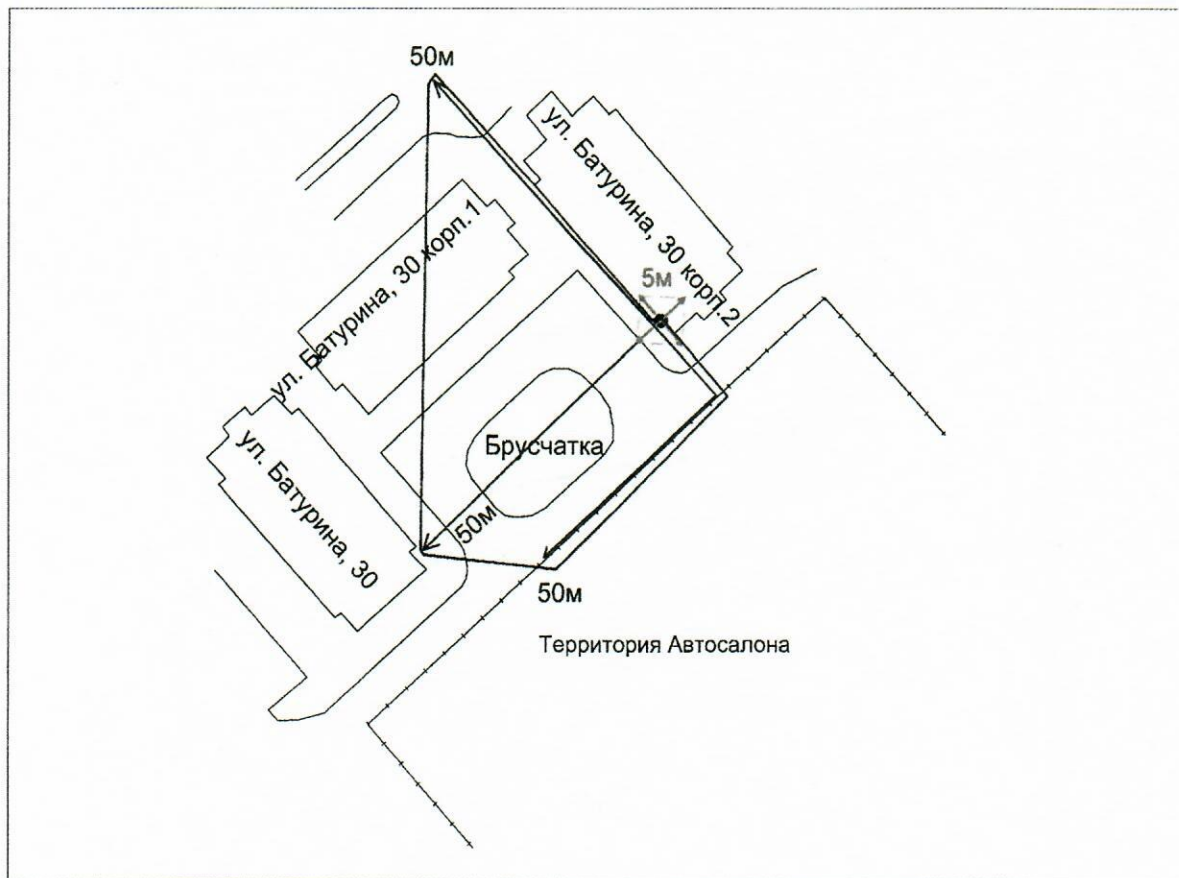 50м
ул. Батурина, 30 корп.2
ул. Батурина, 30 корп.1
5м
Брусчатка
ул. Батурина, 30
50м
50м
Территория Автосалона